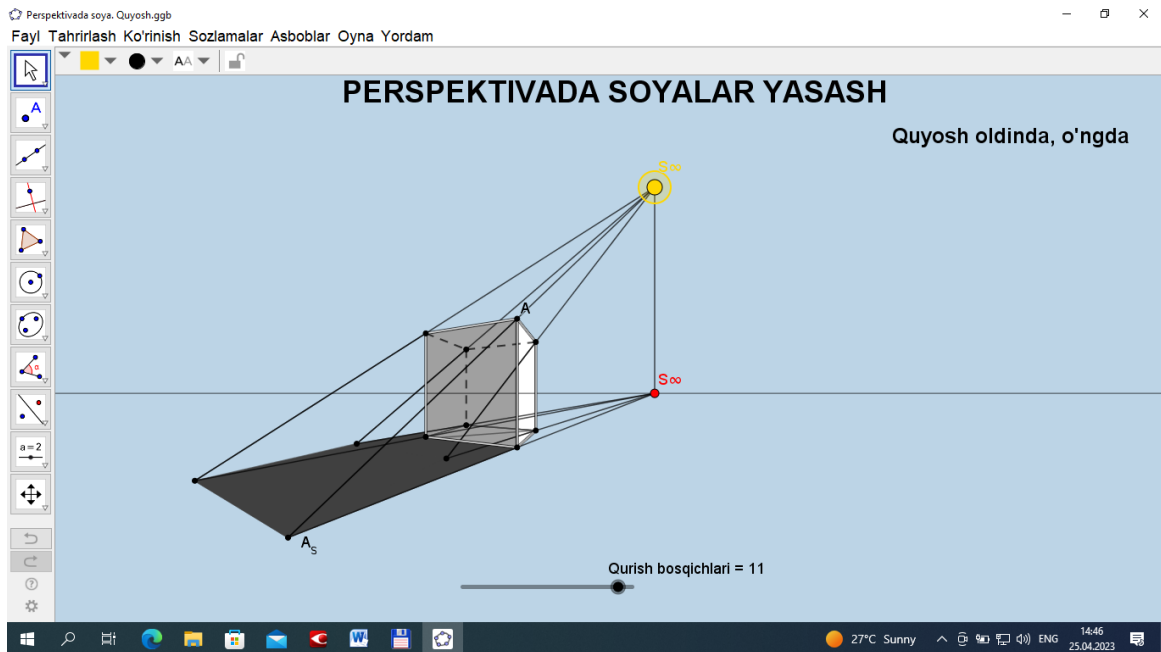 Perspektivada soya. Quyosh.ggb
Fayl Tahrirlash Ko'rinish Sozlamalar Asboblar Oyna Yordam
AA
PERSPEKTIVADA SOYALAR YASASH
Quyosh oldinda, o'ngda
S∞
A
S∞
A
α
a=2
As
Qurish bosqichlari = 11
27°C Sunny
ENG
14:46
25.04.2023